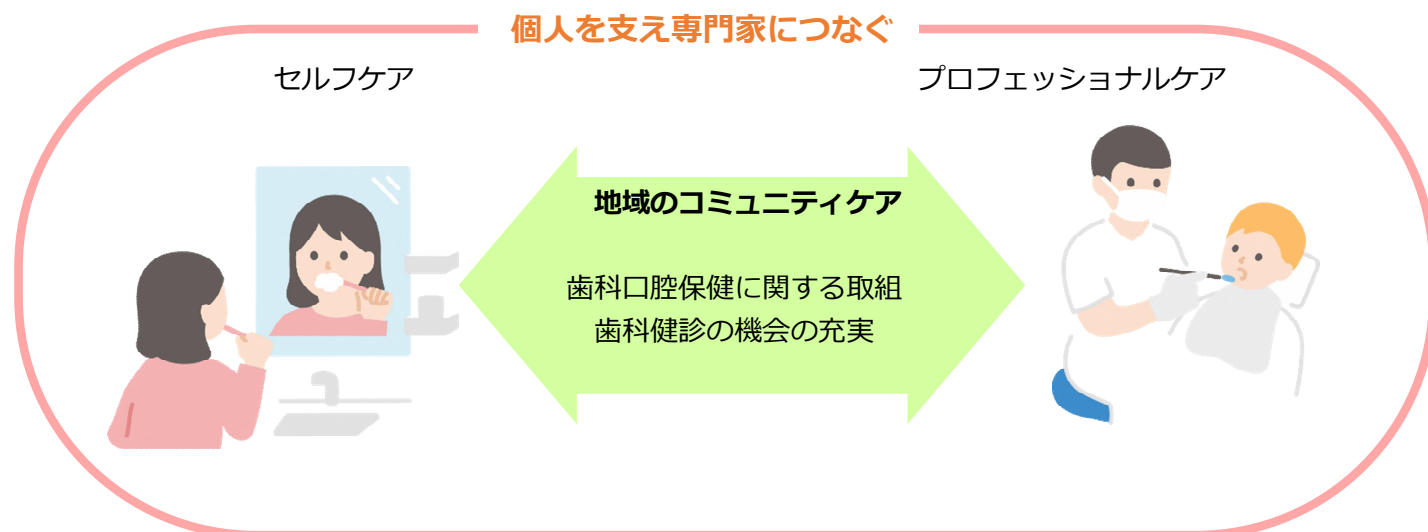 個人を支え専門家につなぐ
セルフケア
プロフェッショナルケア
地域のコミュニティケア
歯科口腔保健に関する取組
歯科健診の機会の充実